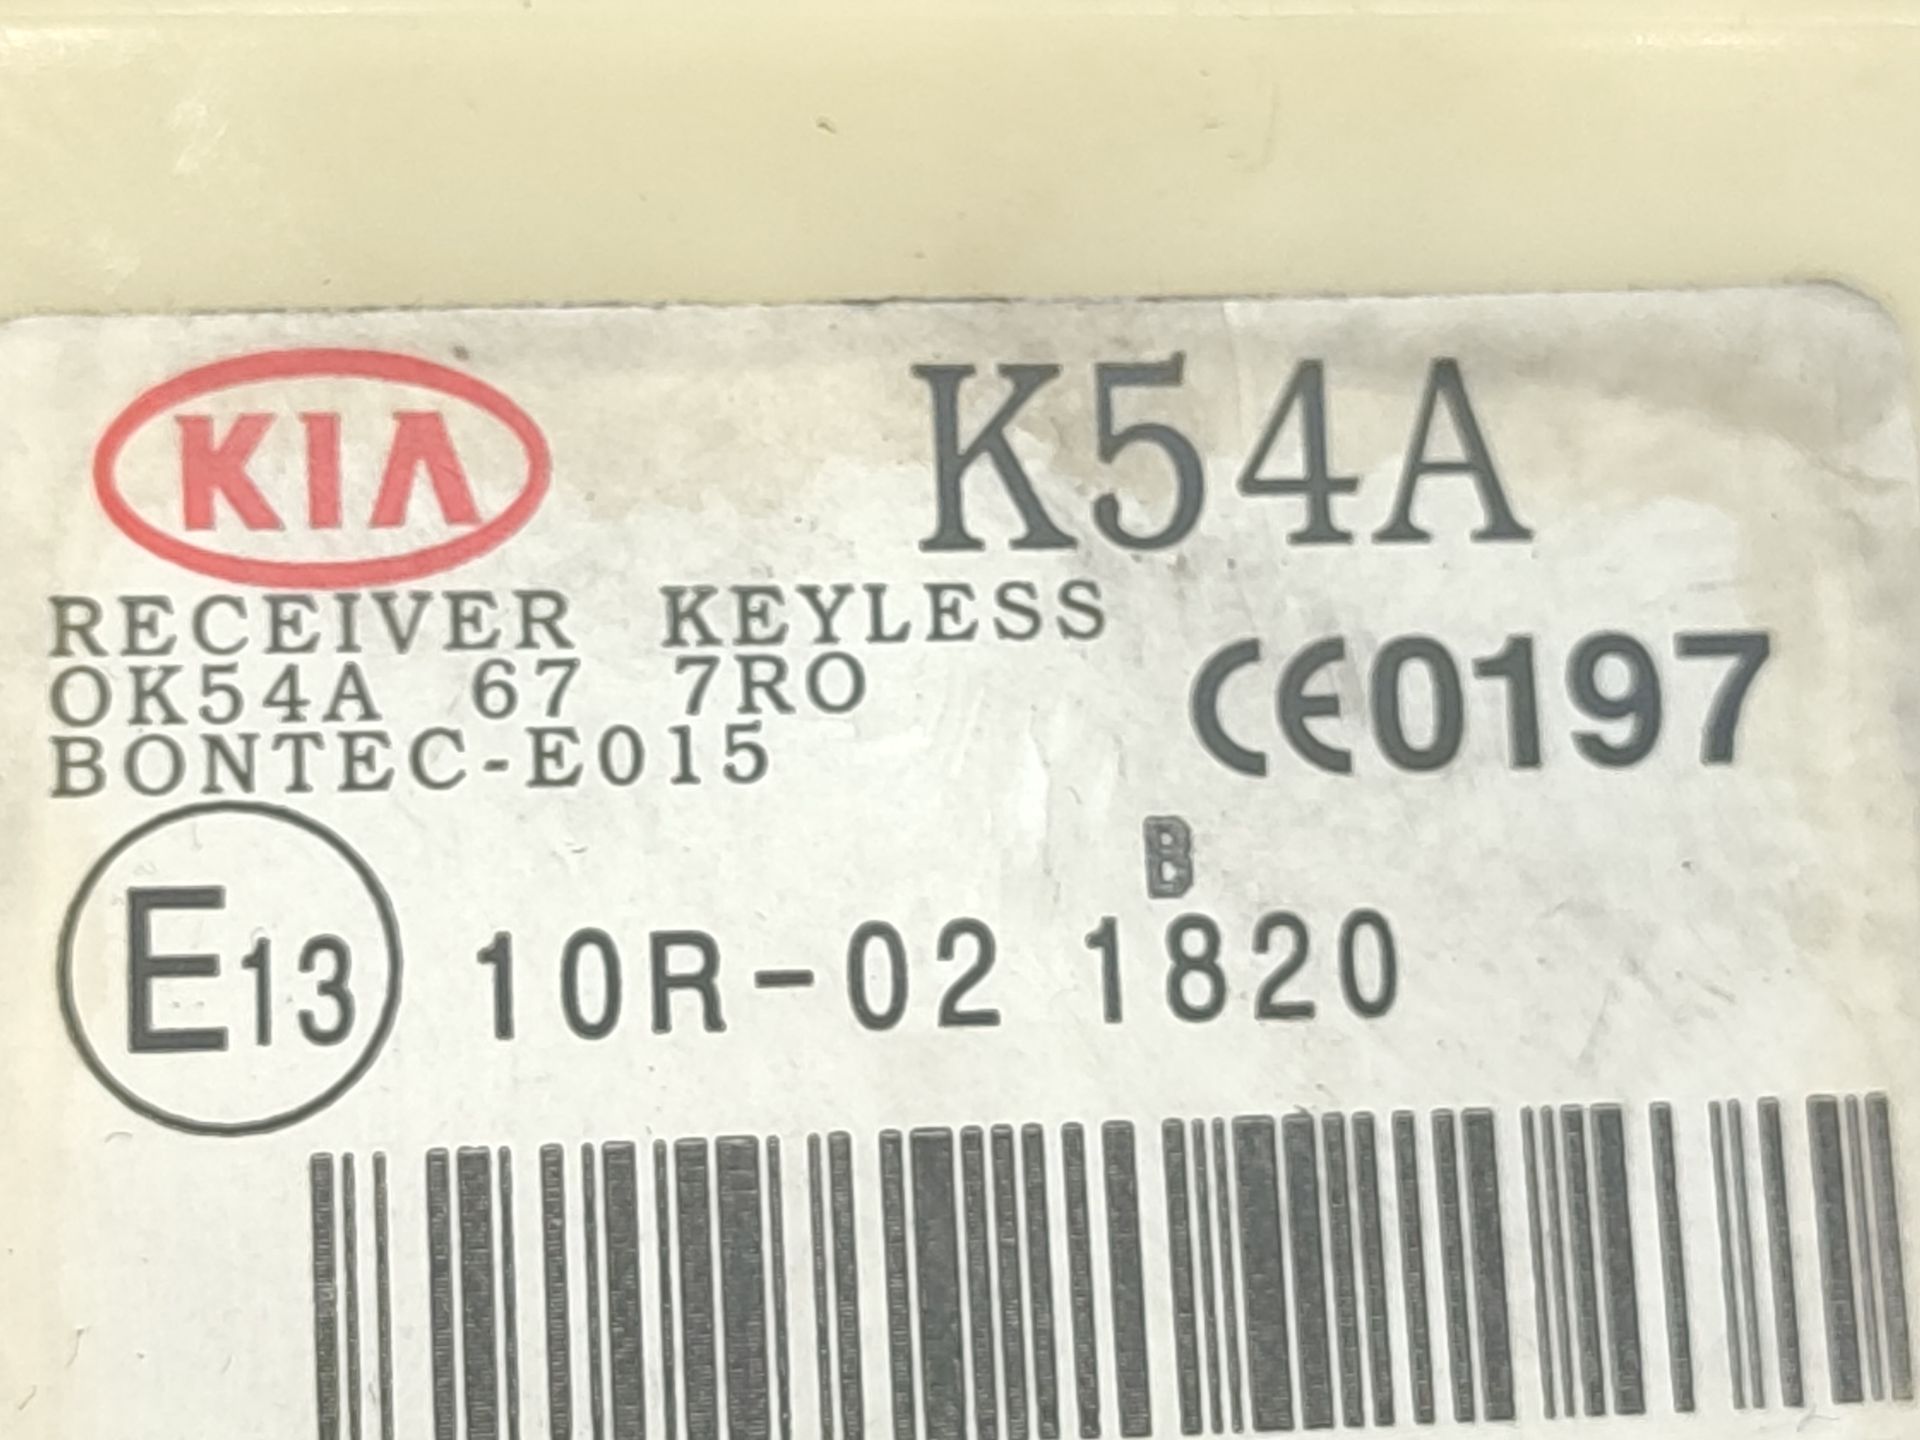 KIA K54A
RECEIVER KEYLESS
OK54A 67 7RO
BONTEC-E015
CE0197
B
E13 10R-02 1820